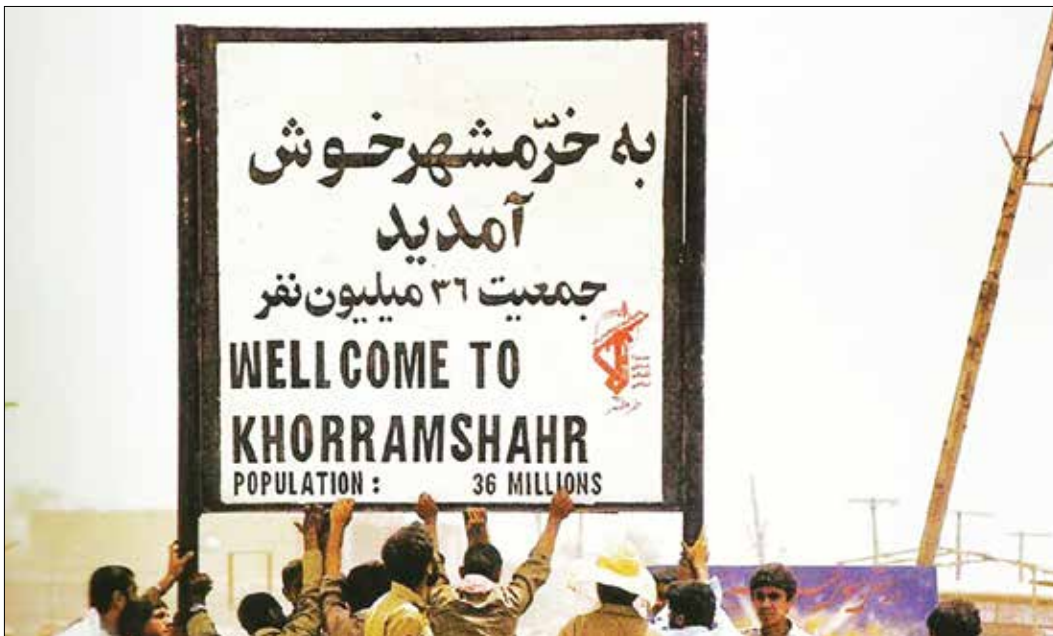 به خرّمشهر خوش
آمدید
جمعیت ۳۶ میلیون نفر
WELLCOME TO
KHORRAMSHAHR
POPULATION : 36 MILLIONS